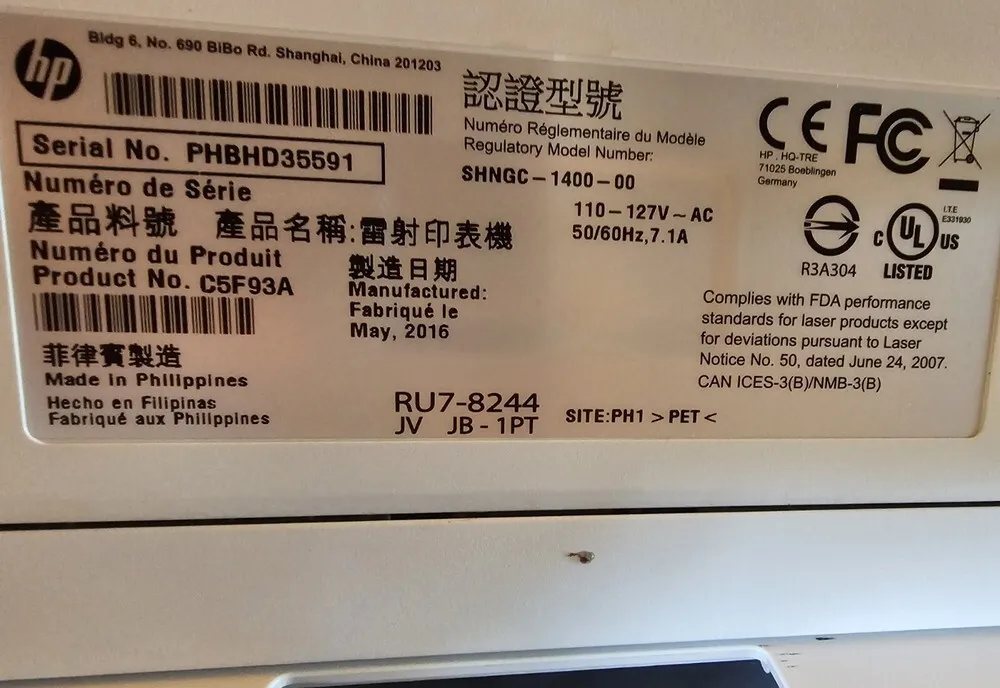 hp
Bldg 6, No. 690 BiBo Rd. Shanghai, China 201203
Serial No. PHBHD35591
Numéro de Série
產品料號
Numéro du Produit
Product No. C5F93A
菲律賓製造
Made in Philippines
Hecho en Filipinas
Fabriqué aux Philippines
產品名稱:雷射印表機
製造日期
Manufactured:
Fabriqué le
May, 2016
RU7-8244
JV JB-1PT
認證型號
Numéro Réglementaire du Modèle
Regulatory Model Number:
SHNGC-1400-00
110-127V~AC
50/60Hz,7.1A
SITE:PH1 >PET<
CE
HP. HQ-TRE
71025 Boeblingen
Germany
FC
R3A304
C UL US
LISTED
I.T.E
E331930
Complies with FDA performance
standards for laser products except
for deviations pursuant to Laser
Notice No. 50, dated June 24, 2007.
CAN ICES-3(B)/NMB-3(B)